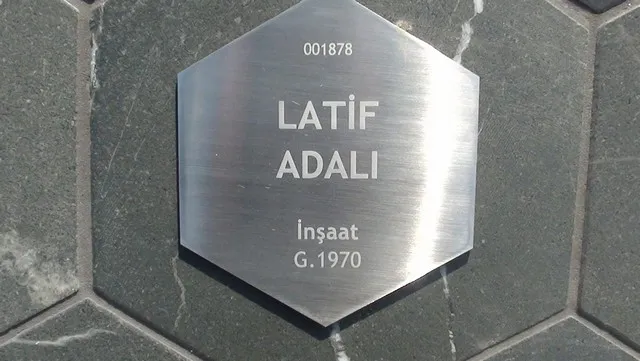 001878
LATİF
ADALI
İnşaat
G.1970